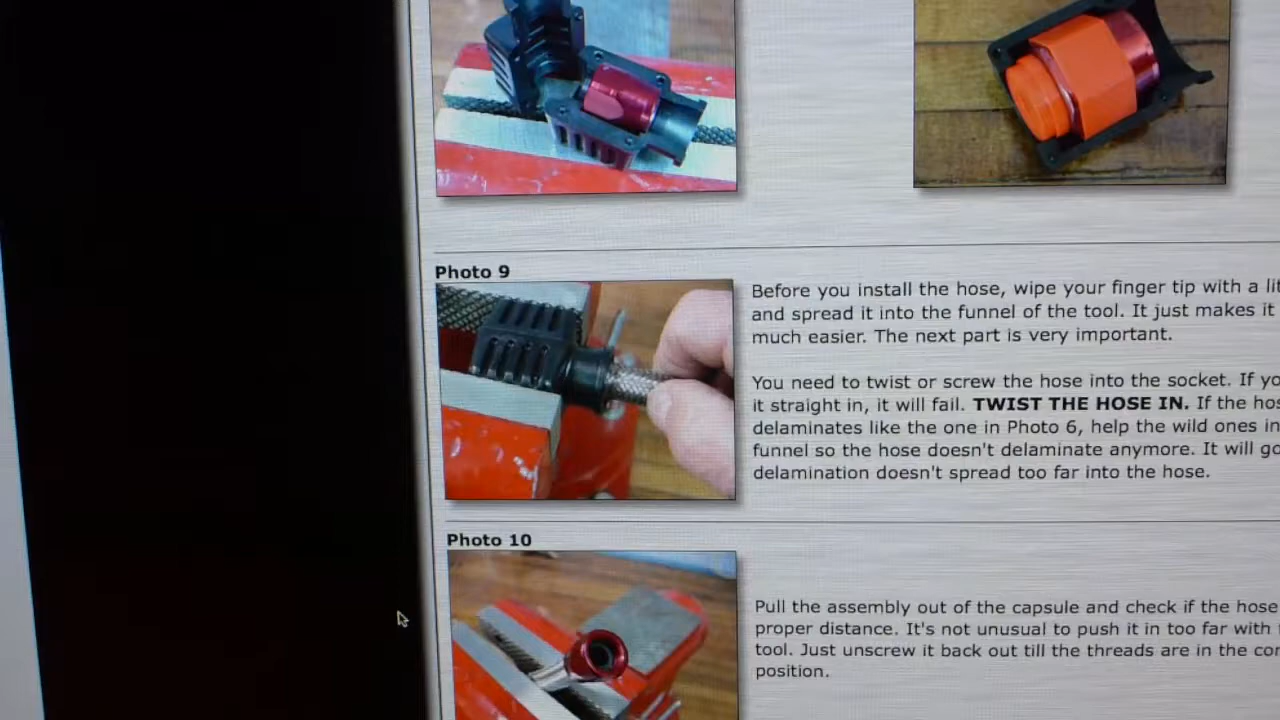 Photo 9
Before you install the hose, wipe your finger tip with a
and spread it into the funnel of the tool. It just makes it
much easier. The next part is very important.
You need to twist or screw the hose into the socket. If
it straight in, it will fail. TWIST THE HOSE IN. If the
delaminates like the one in Photo 6, help the wild ones in
funnel so the hose doesn't delaminate anymore. It will
delamination doesn't spread too far into the hose.
Photo 10
Pull the assembly out of the capsule and check if the hose
proper distance. It's not unusual to push it in too far with
tool. Just unscrew it back out till the threads are in the
position.